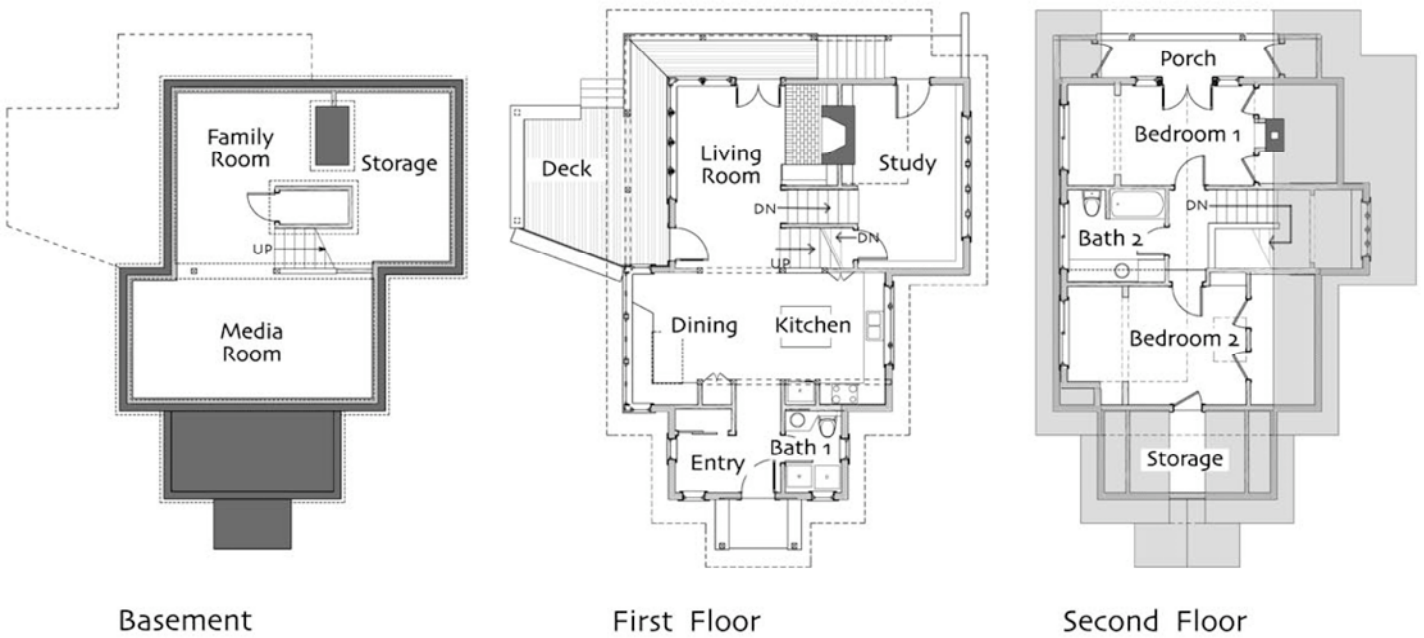 Family
Room
Storage
UP
Media
Room
Basement
Deck
Living
Room
Study
DN
DN
UP
Dining
Kitchen
Entry
Bath 1
First Floor
Porch
Bedroom 1
DN
Bath 2
Bedroom 2
Storage
Second Floor